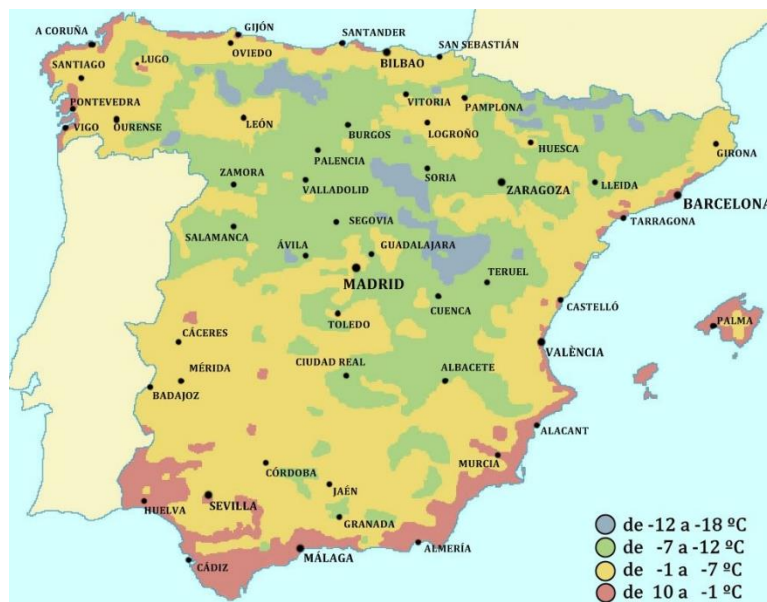 GIJÓN
A CORUÑA
SANTANDER
SAN SEBASTIÁN
LUGO
OVIEDO
BILBAO
SANTIAGO
PONTEVEDRA
VITORIA
PAMPLONA
VIGO
OURENSE
LEÓN
BURGOS
LOGROÑO
HUESCA
GIRONA
PALENCIA
ZAMORA
VALLADOLID
SORIA
ZARAGOZA
LLEIDA
BARCELONA
SEGOVIA
TARRAGONA
SALAMANCA
ÁVILA
GUADALAJARA
MADRID
TERUEL
CUENCA
CASTELLÓ
TOLEDO
PALMA
CÁCERES
VALÈNCIA
CIUDAD REAL
MÉRIDA
ALBACETE
BADAJOZ
ALACANT
MURCIA
CÓRDOBA
JAÉN
HUELVA
SEVILLA
GRANADA
MÁLAGA
ALMERÍA
CÁDIZ
de -12 a -18 ºC
de -7 a -12 ºC
de -1 a -7 ºC
de 10 a -1 ºC